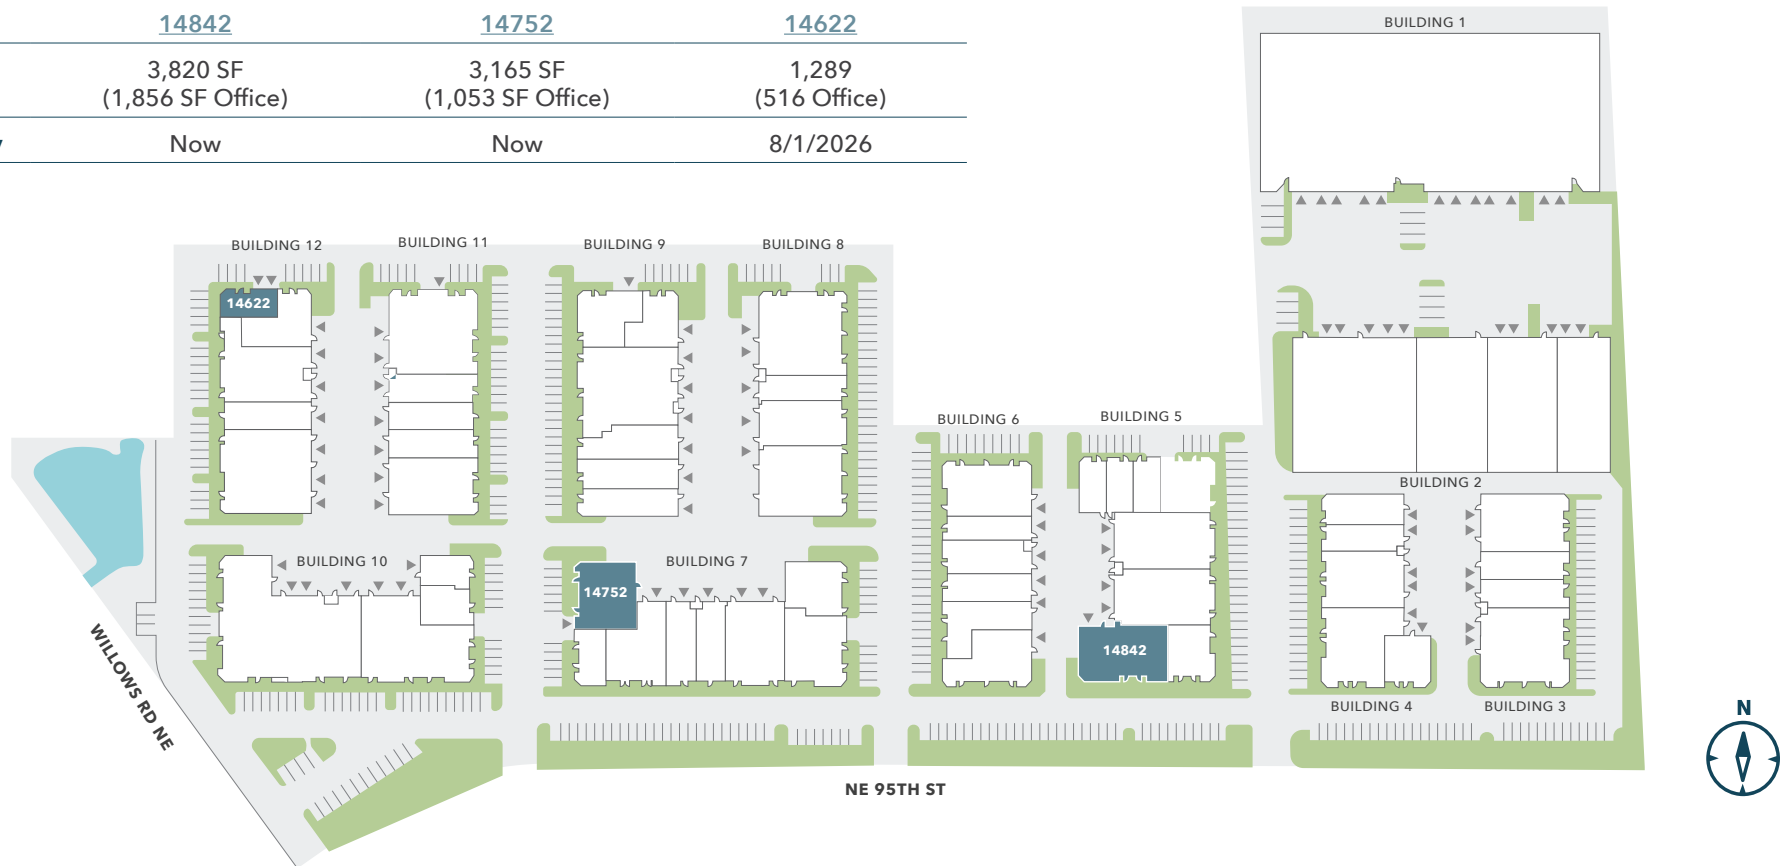 14842 14752 14622
3,820 SF 3,165 SF 1,289
(1,856 SF Office) (1,053 SF Office) (516 Office)
Now Now 8/1/2026
BUILDING 1
BUILDING 12 BUILDING 11 BUILDING 9 BUILDING 8
14622
BUILDING 6 BUILDING 5
BUILDING 2
BUILDING 10 BUILDING 7
14752
14842
WILLOWS RD NE
BUILDING 4 BUILDING 3
N
NE 95TH ST